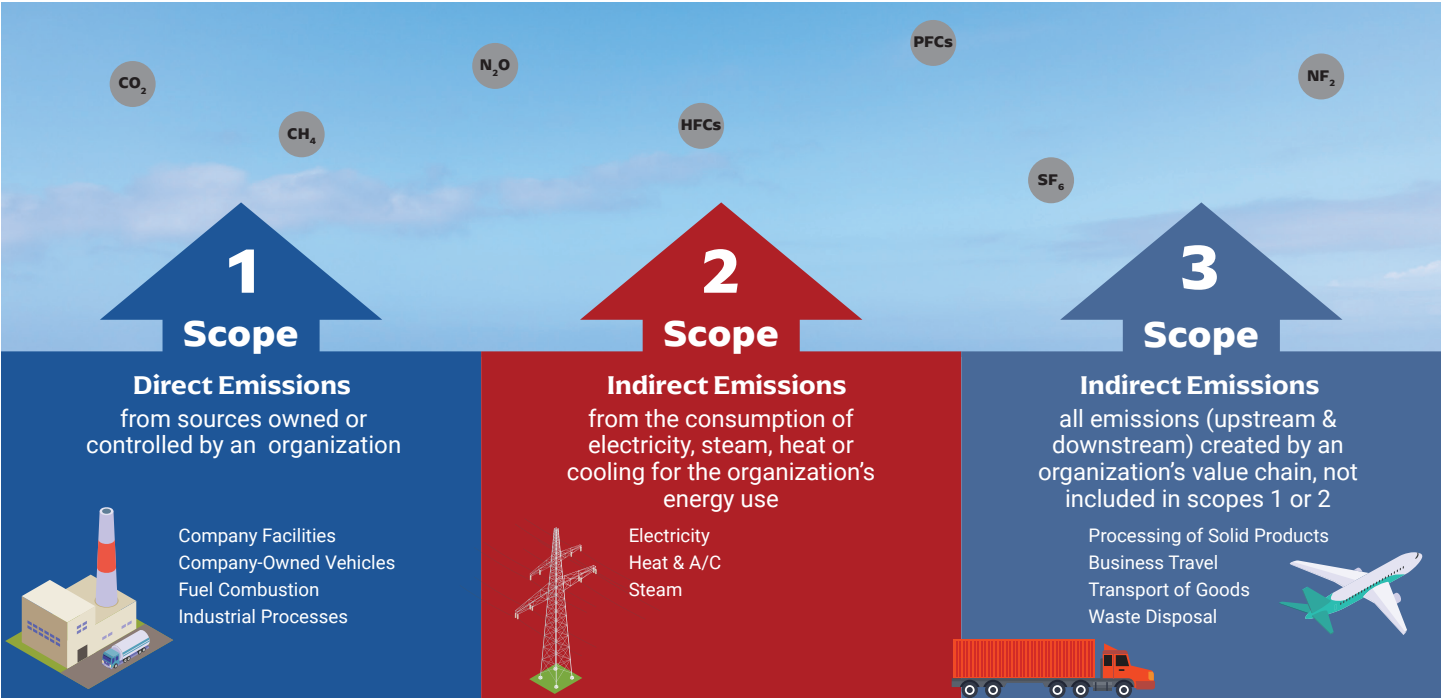 CO₂
CH₄
N₂O
HFCs
PFCs
SF₆
NF₂
1
Scope
Direct Emissions
from sources owned or
controlled by an organization
Company Facilities
Company-Owned Vehicles
Fuel Combustion
Industrial Processes
2
Scope
Indirect Emissions
from the consumption of
electricity, steam, heat or
cooling for the organization’s
energy use
Electricity
Heat & A/C
Steam
3
Scope
Indirect Emissions
all emissions (upstream &
downstream) created by an
organization’s value chain, not
included in scopes 1 or 2
Processing of Solid Products
Business Travel
Transport of Goods
Waste Disposal